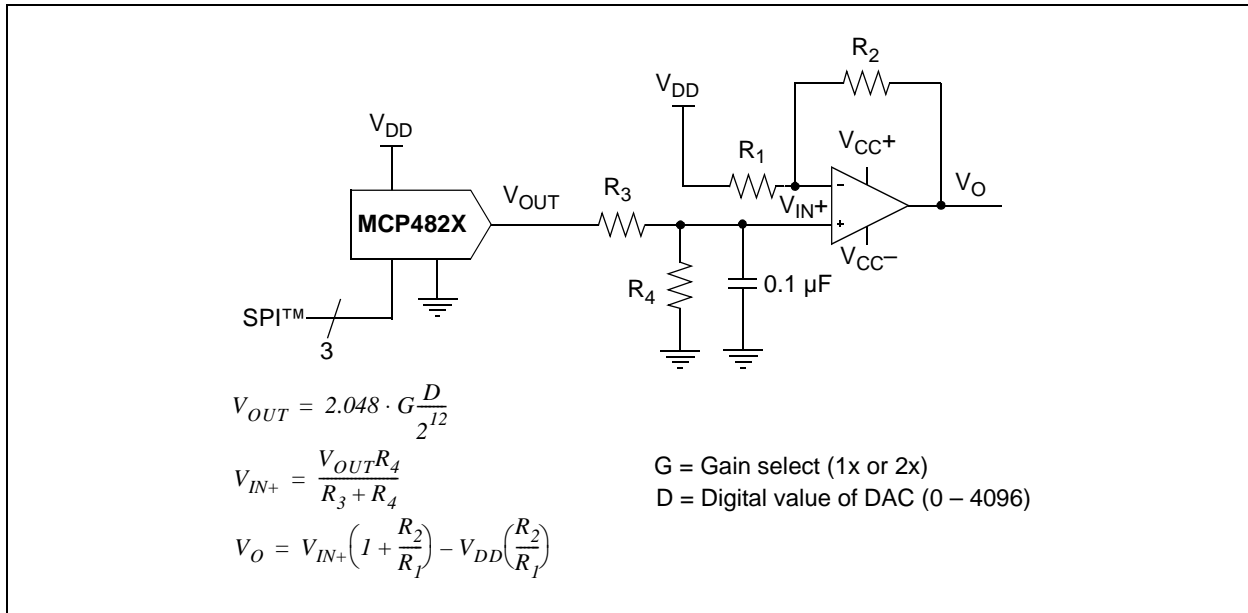 R2
VDD
VDD
R1
VCC+
VO
VOUT
R3
VIN+
-
+
MCP482X
VCC–
R4
0.1 µF
SPI™
3
VOUT = 2.048 · G D/2^12
VIN+ = VOUTR4/(R3 + R4)
VO = VIN+(1 + R2/R1) – VDD(R2/R1)
G = Gain select (1x or 2x)
D = Digital value of DAC (0 – 4096)